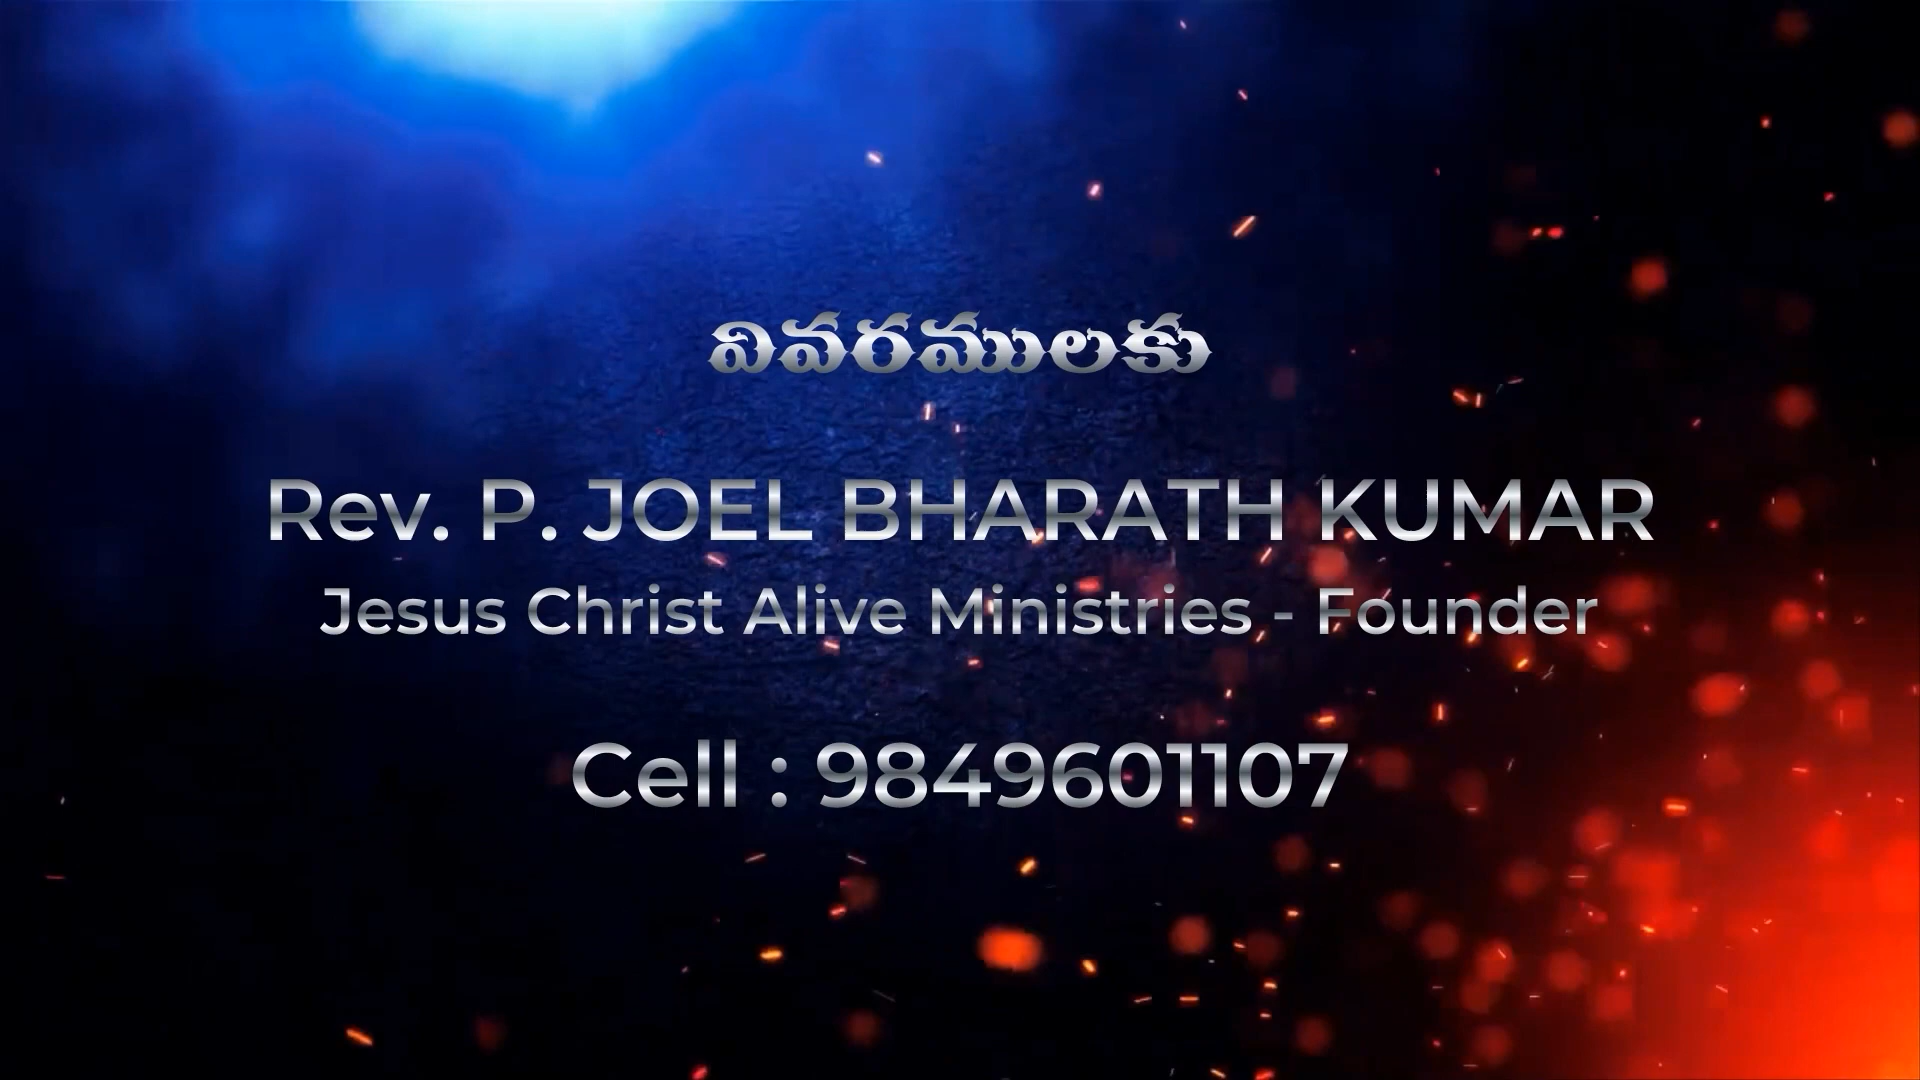 వివరములకు
Rev. P. JOEL BHARATH KUMAR
Jesus Christ Alive Ministries - Founder
Cell : 9849601107